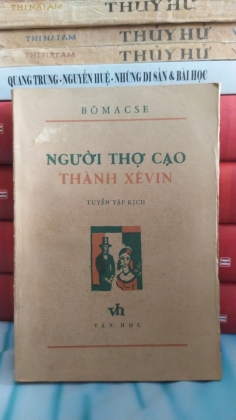 THI NẠI AM THỦY HỬ
THI NẠI AM THỦY HỬ
THI NẠI AM THỦY HỬ
QUANG TRUNG - NGUYỄN HUỆ - NHỮNG DI SẢN & BÀI HỌC
BÔMACSE
NGƯỜI THỢ CẠO
THÀNH XÊVIN
TUYỂN TẬP KỊCH
vh
VĂN HỌC